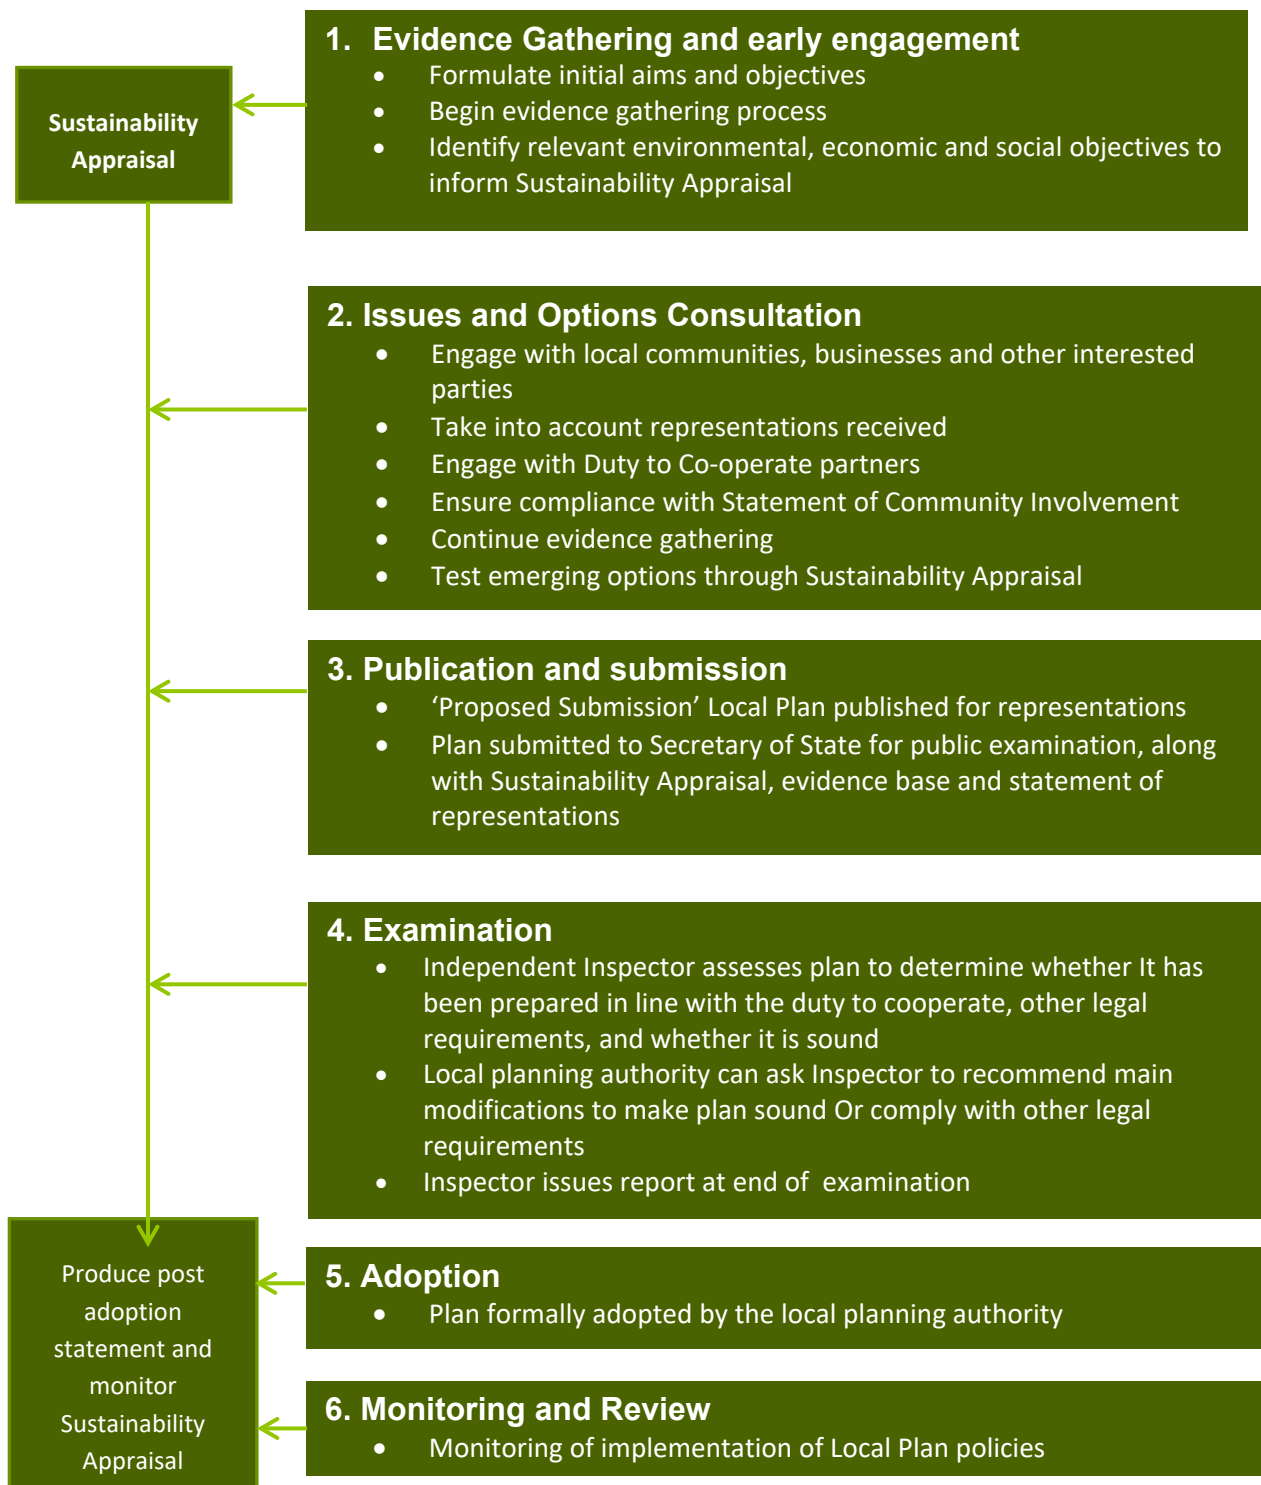 Sustainability
Appraisal
1. Evidence Gathering and early engagement
• Formulate initial aims and objectives
• Begin evidence gathering process
• Identify relevant environmental, economic and social objectives to
inform Sustainability Appraisal
2. Issues and Options Consultation
• Engage with local communities, businesses and other interested
parties
• Take into account representations received
• Engage with Duty to Co-operate partners
• Ensure compliance with Statement of Community Involvement
• Continue evidence gathering
• Test emerging options through Sustainability Appraisal
3. Publication and submission
• ‘Proposed Submission’ Local Plan published for representations
• Plan submitted to Secretary of State for public examination, along
with Sustainability Appraisal, evidence base and statement of
representations
4. Examination
• Independent Inspector assesses plan to determine whether It has
been prepared in line with the duty to cooperate, other legal
requirements, and whether it is sound
• Local planning authority can ask Inspector to recommend main
modifications to make plan sound Or comply with other legal
requirements
• Inspector issues report at end of examination
Produce post
adoption
statement and
monitor
Sustainability
Appraisal
5. Adoption
• Plan formally adopted by the local planning authority
6. Monitoring and Review
• Monitoring of implementation of Local Plan policies